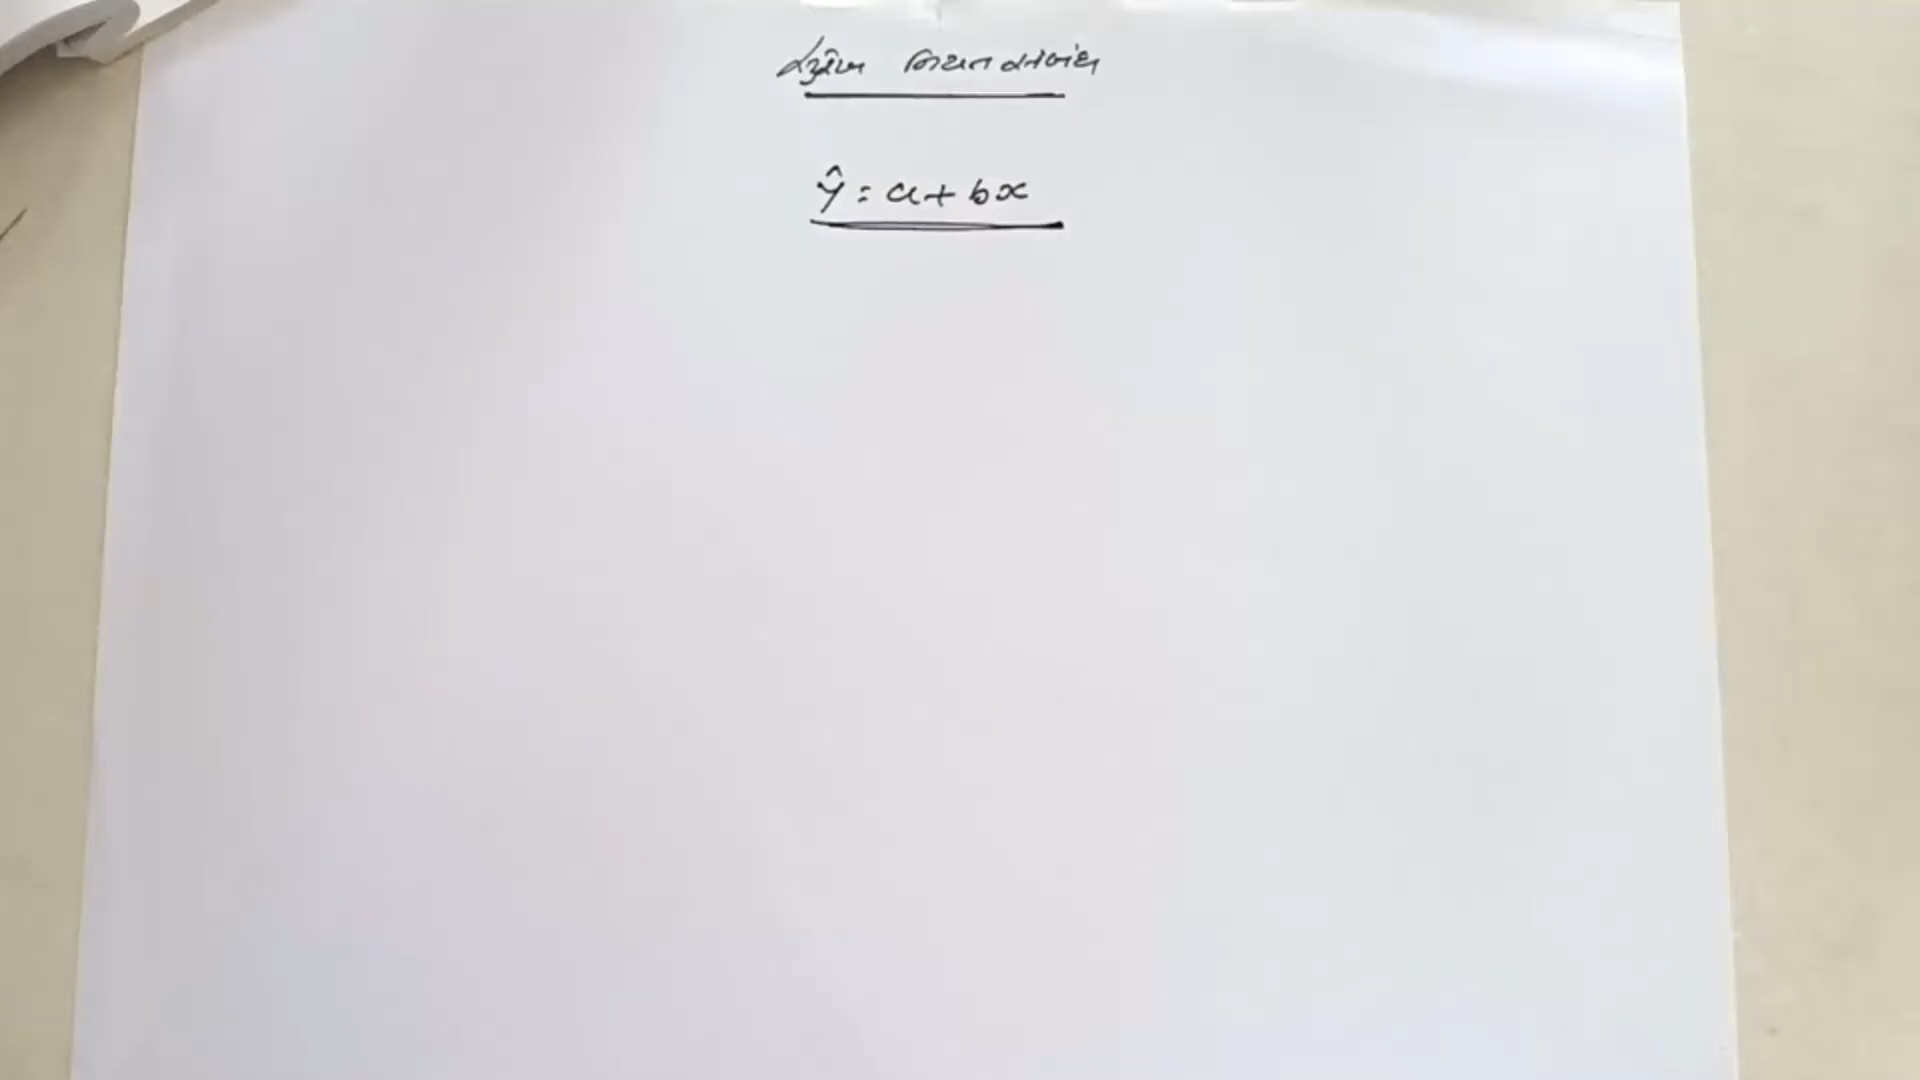 સુરેખ નિયતસંબંધ
ŷ = a + bx